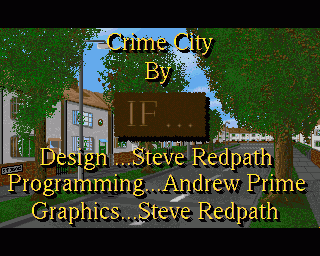 Crime City
By
IF...
Design ...Steve Redpath
Programming...Andrew Prime
Graphics...Steve Redpath